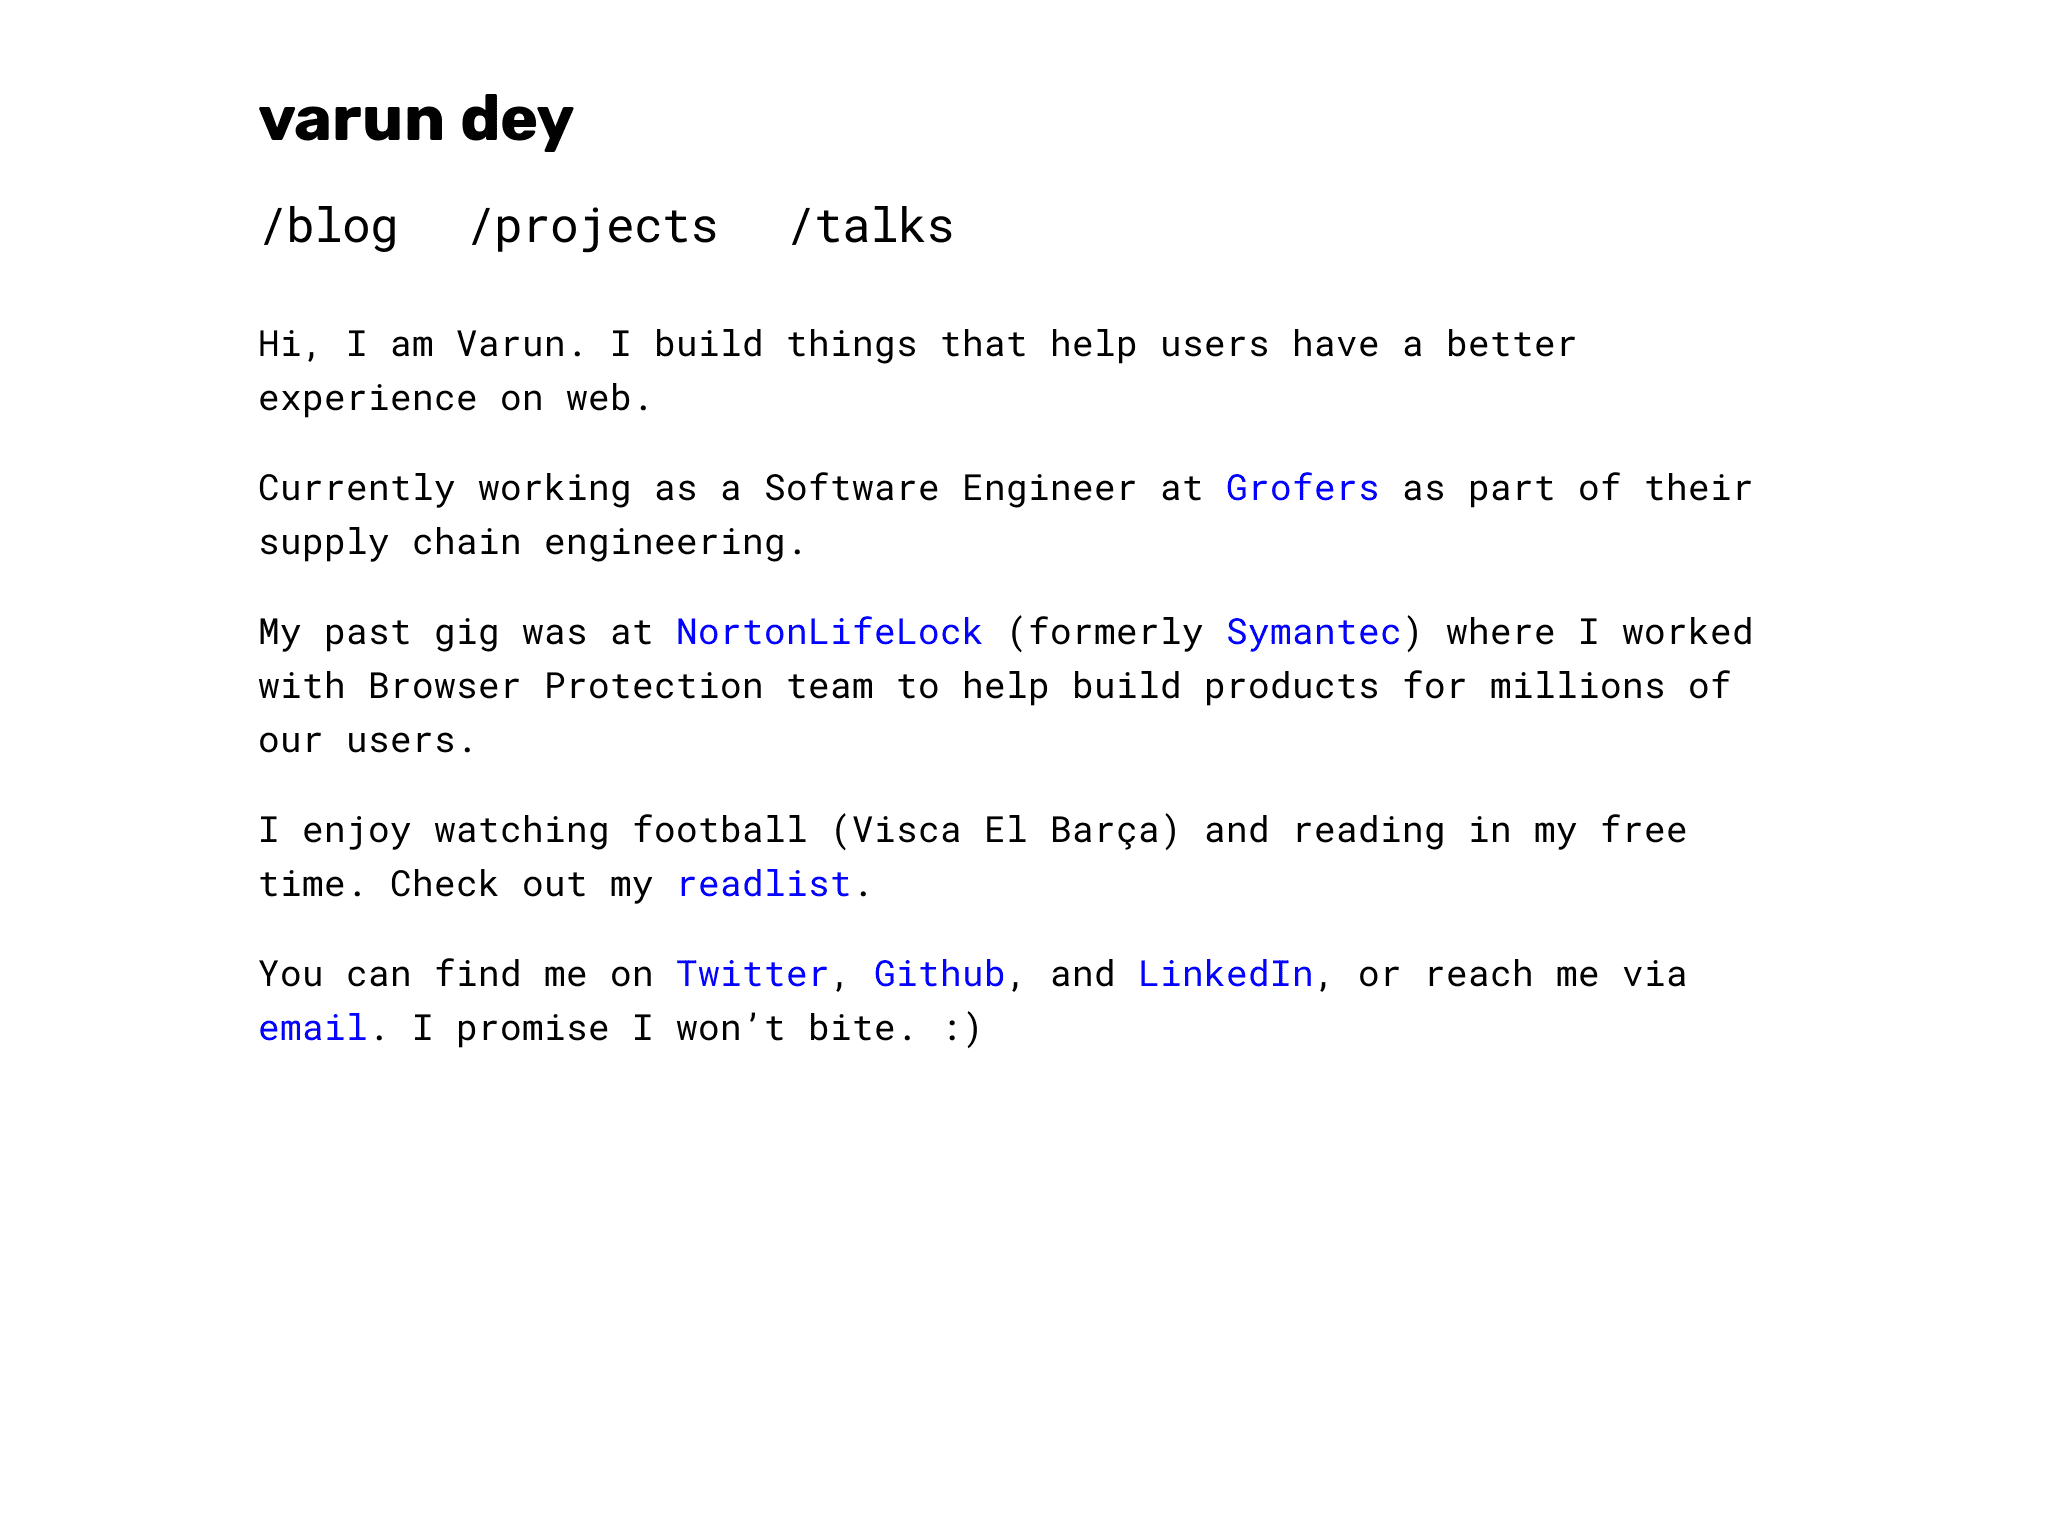 varun dey
/blog /projects /talks
Hi, I am Varun. I build things that help users have a better
experience on web.
Currently working as a Software Engineer at Grofers as part of their
supply chain engineering.
My past gig was at NortonLifeLock (formerly Symantec) where I worked
with Browser Protection team to help build products for millions of
our users.
I enjoy watching football (Visca El Barça) and reading in my free
time. Check out my readlist.
You can find me on Twitter, Github, and LinkedIn, or reach me via
email. I promise I won’t bite. :)